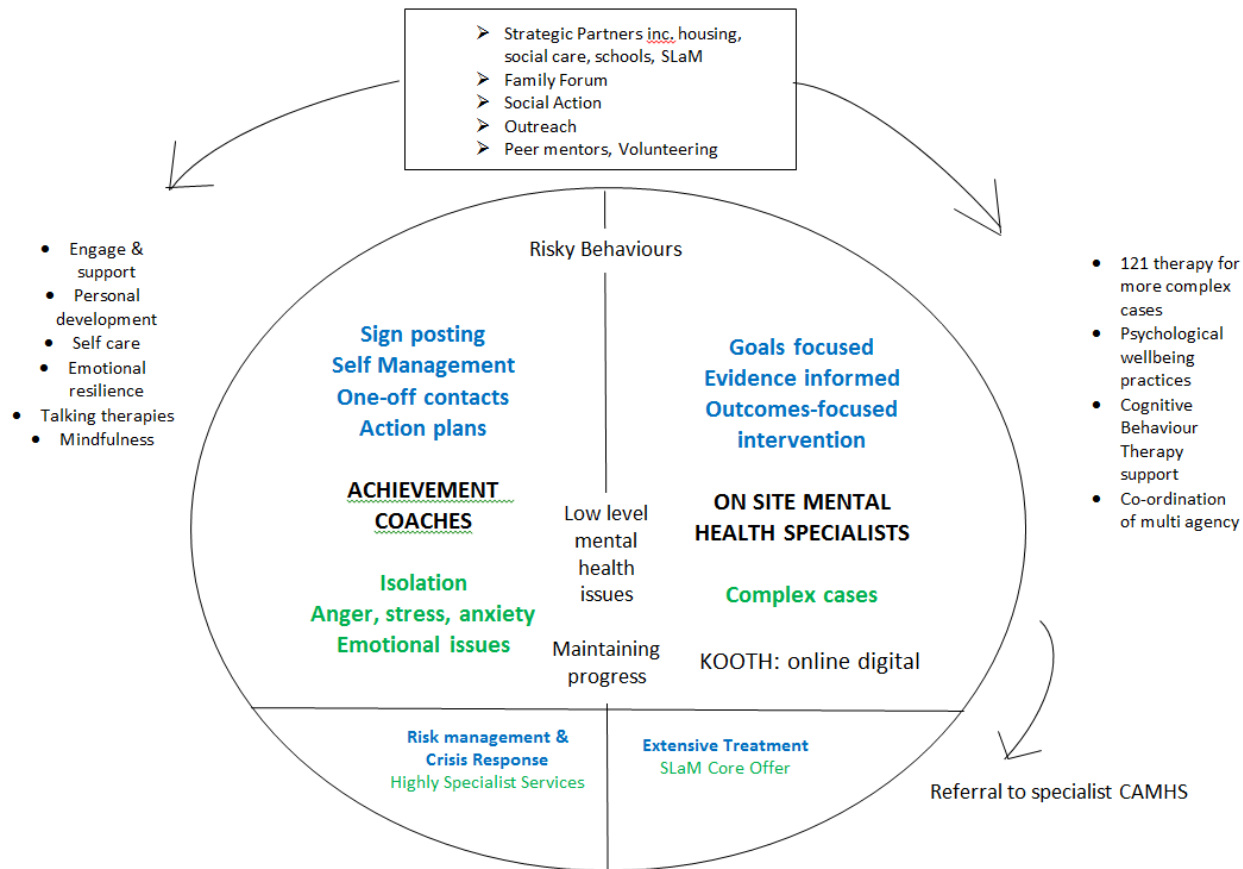 ➢ Strategic Partners inc. housing,
social care, schools, SLaM
➢ Family Forum
➢ Social Action
➢ Outreach
➢ Peer mentors, Volunteering
• Engage &
support
• Personal
development
• Self care
• Emotional
resilience
• Talking therapies
• Mindfulness
Risky Behaviours
Sign posting
Self Management
One-off contacts
Action plans
ACHIEVEMENT
COACHES
Isolation
Anger, stress, anxiety
Emotional issues
Low level
mental
health
issues
Maintaining
progress
Goals focused
Evidence informed
Outcomes-focused
intervention
ON SITE MENTAL
HEALTH SPECIALISTS
Complex cases
KOOTH: online digital
• 121 therapy for
more complex
cases
• Psychological
wellbeing
practices
• Cognitive
Behaviour
Therapy
support
• Co-ordination
of multi agency
Risk management &
Crisis Response
Highly Specialist Services
Extensive Treatment
SLaM Core Offer
Referral to specialist CAMHS